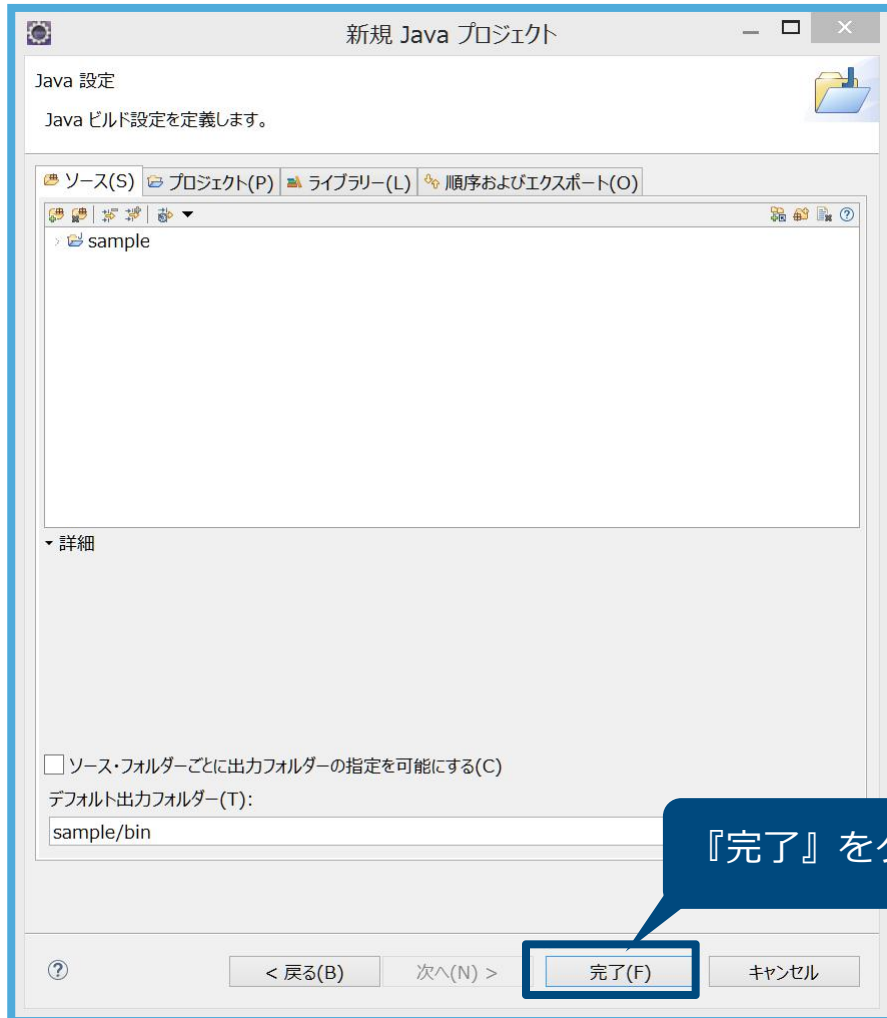 新規 Java プロジェクト
Java 設定
Java ビルド設定を定義します。
ソース(S) プロジェクト(P) ライブラリー(L) 順序およびエクスポート(O)
sample
詳細
ソース・フォルダーごとに出力フォルダーの指定を可能にする(C)
デフォルト出力フォルダー(T):
sample/bin
『完了』を
< 戻る(B) 次へ(N) > 完了(F) キャンセル